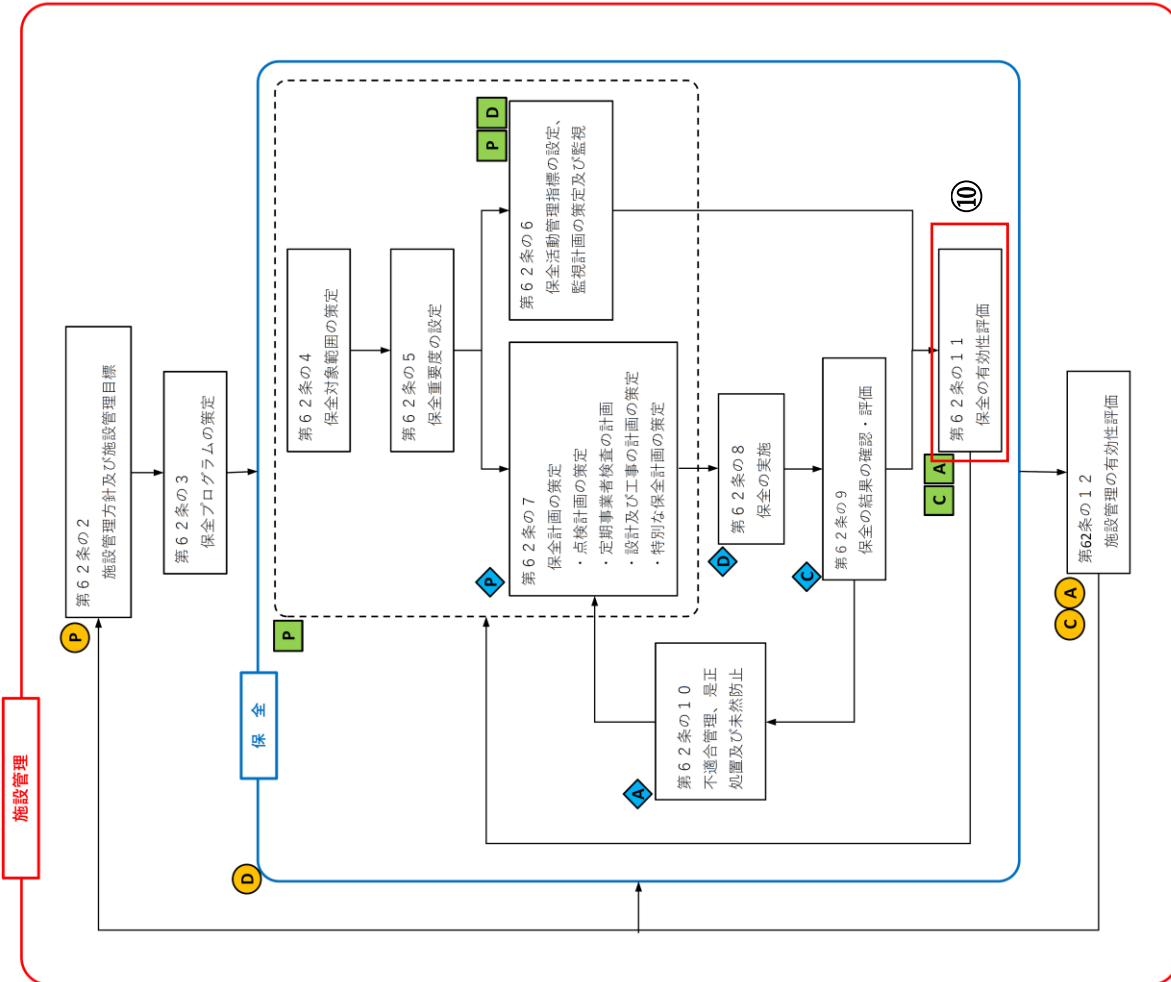 施設管理
第６２条の２
施設管理方針及び施設管理目標
P
第６２条の３
保全プログラムの策定
D
保 全
P
第６２条の４
保全対象範囲の策定
第６２条の５
保全重要度の設定
P
第６２条の７
保全計画の策定
・点検計画の策定
・定期事業者検査の計画
・設計及び工事の計画の策定
・特別な保全計画の策定
P D
第６２条の６
保全活動管理指標の設定、
監視計画の策定及び監視
D
第６２条の８
保全の実施
C
第６２条の９
保全の結果の確認・評価
A
第６２条の１０
不適合管理、是正
処置及び未然防止
C A
第６２条の１１
保全の有効性評価
⑩
C A
第62条の１２
施設管理の有効性評価